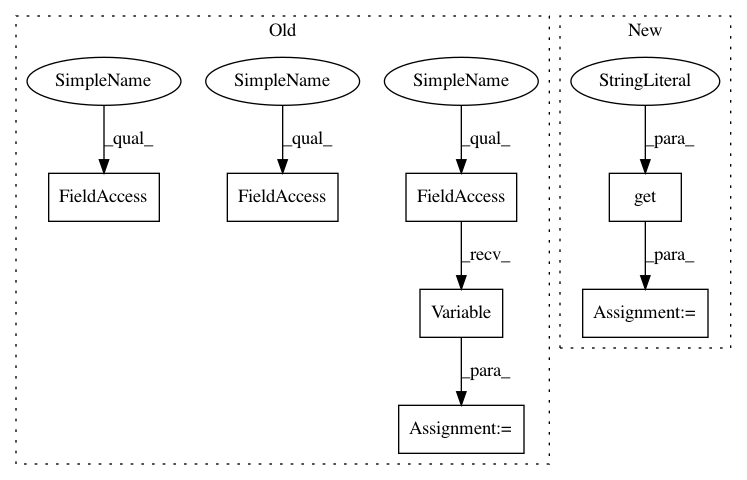 Old
New
SimpleName
SimpleName
SimpleName
StringLiteral
_qual_
_qual_
_qual_
_para_
FieldAccess
FieldAccess
FieldAccess
get
_recv_
_para_
Variable
Assignment:=
_para_
Assignment:=